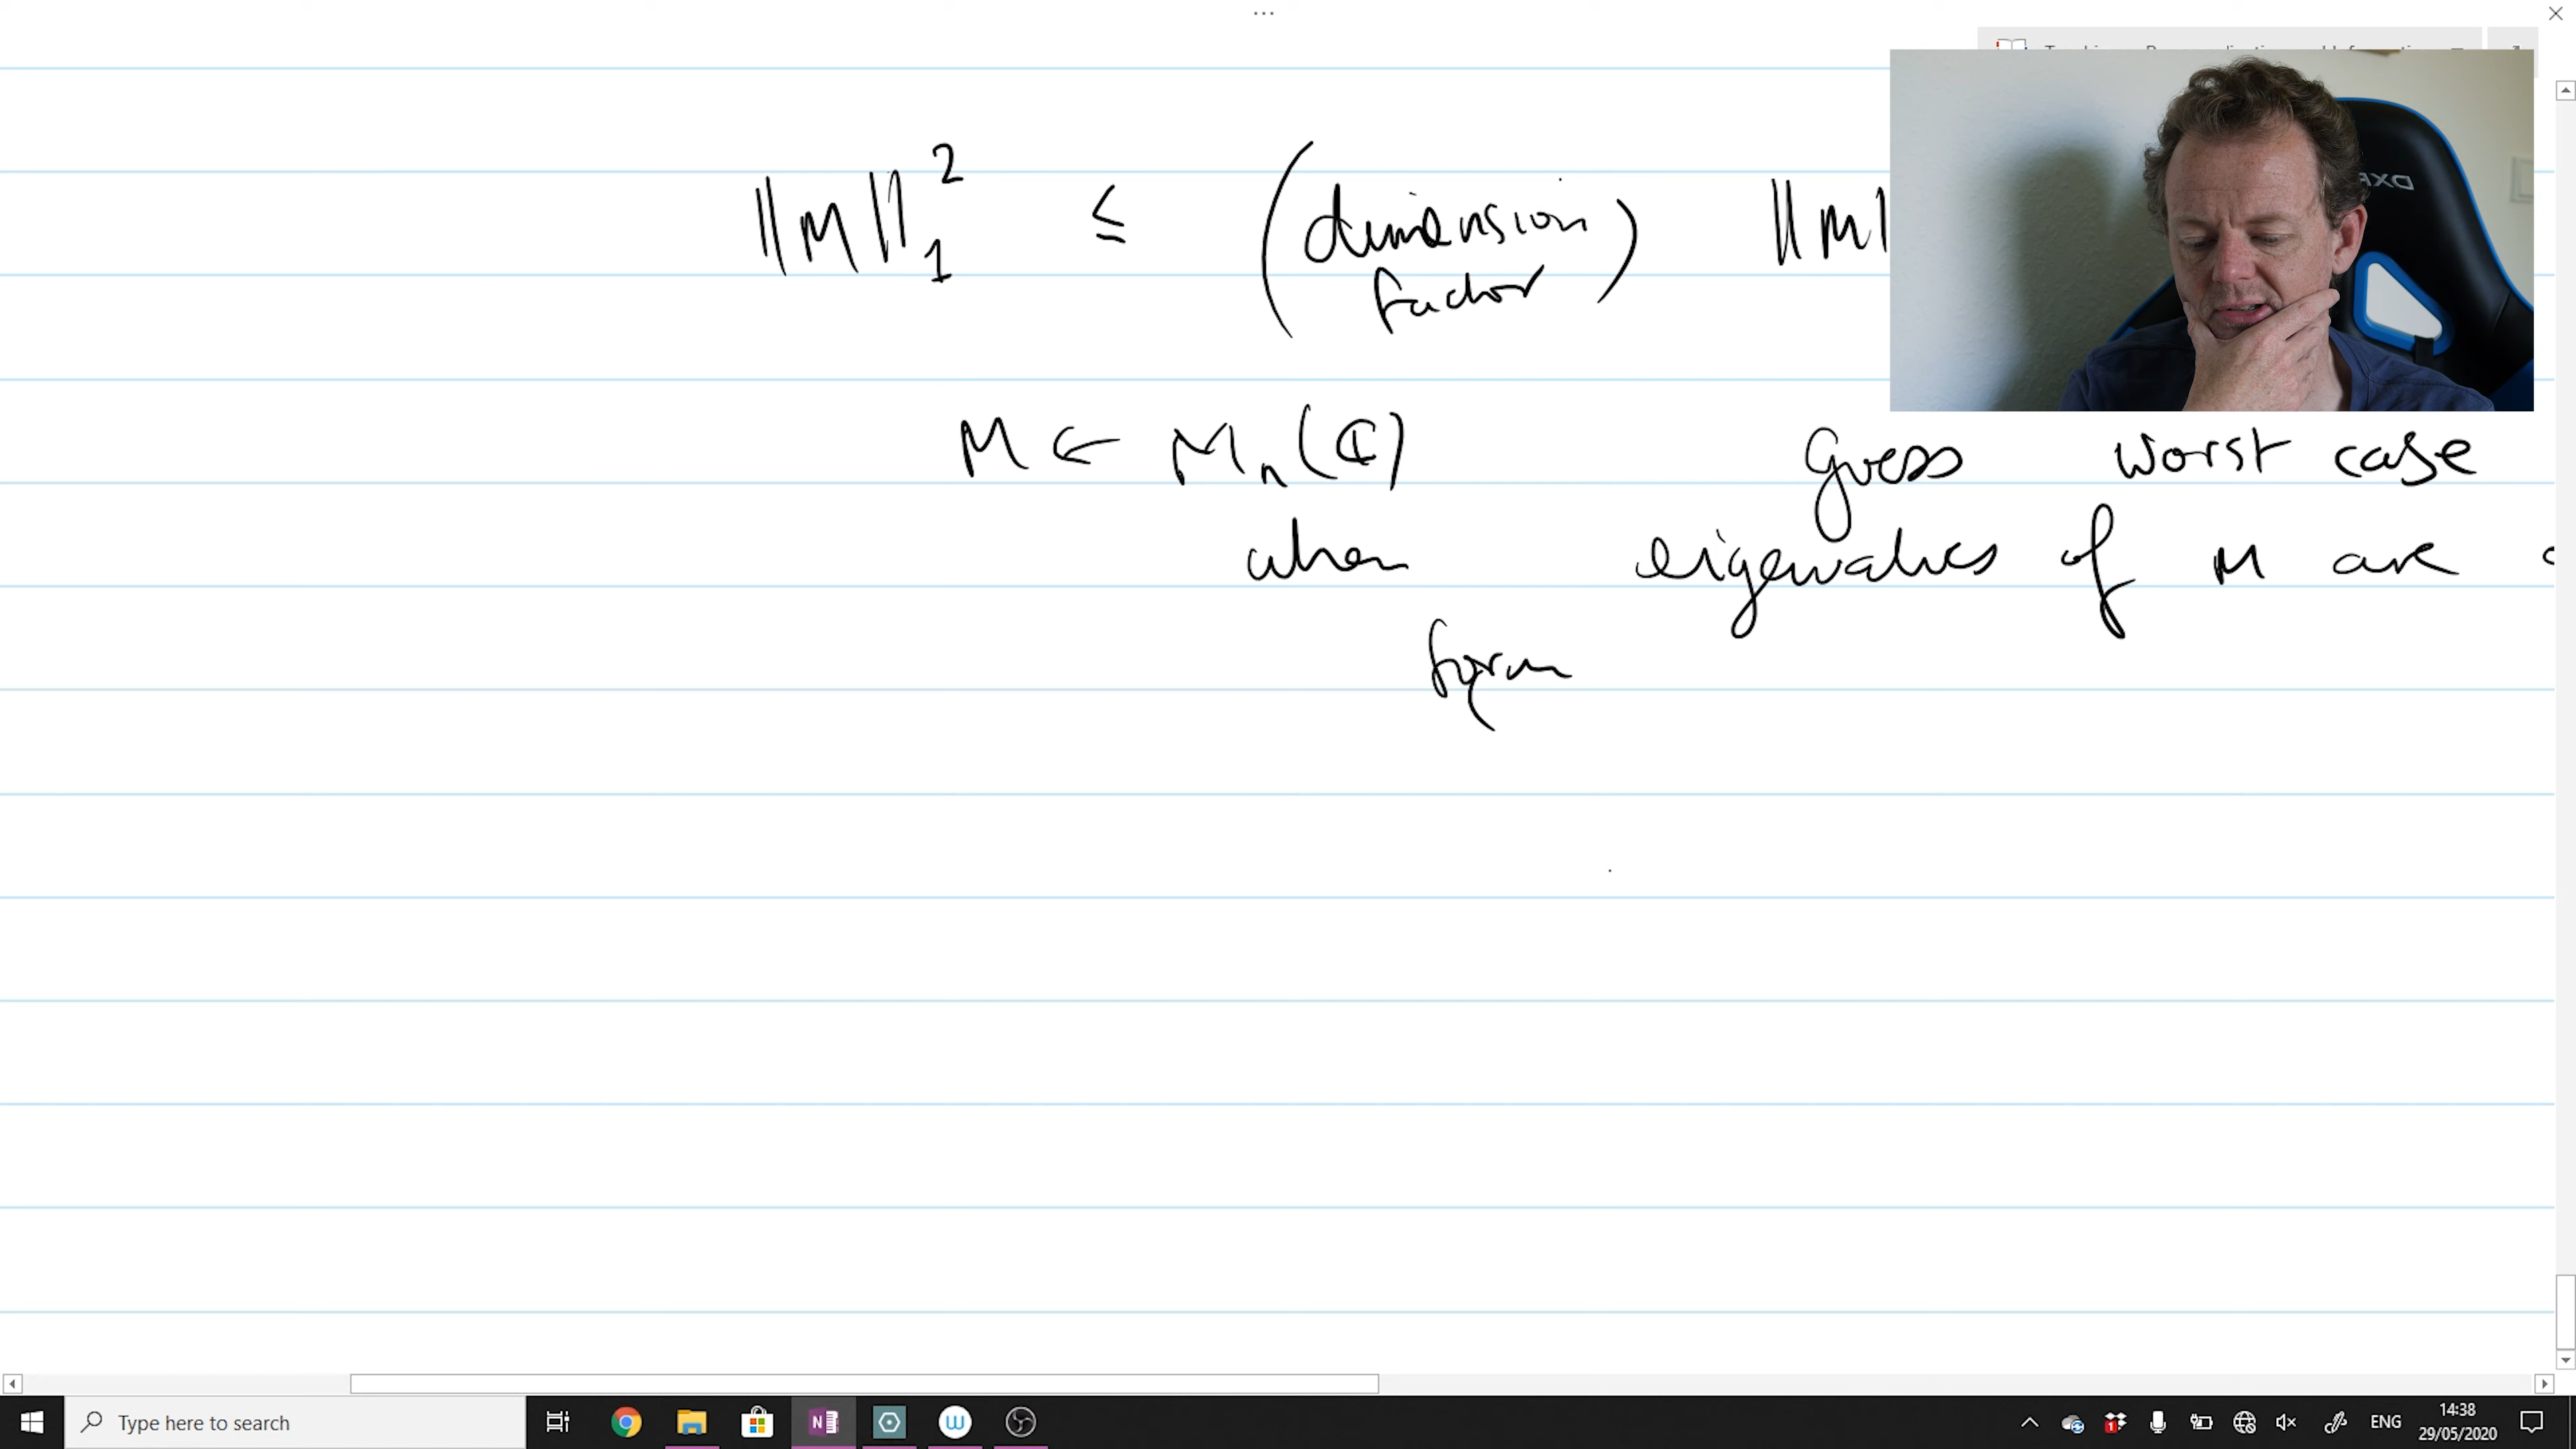 ‖M‖₁² ≤ (dimension factor) ‖M‖
M ∈ Mₙ(ℂ) Guess worst case
when eigenvalues of M are
form
DXR
Type here to search
ENG
14:38
29/05/2020